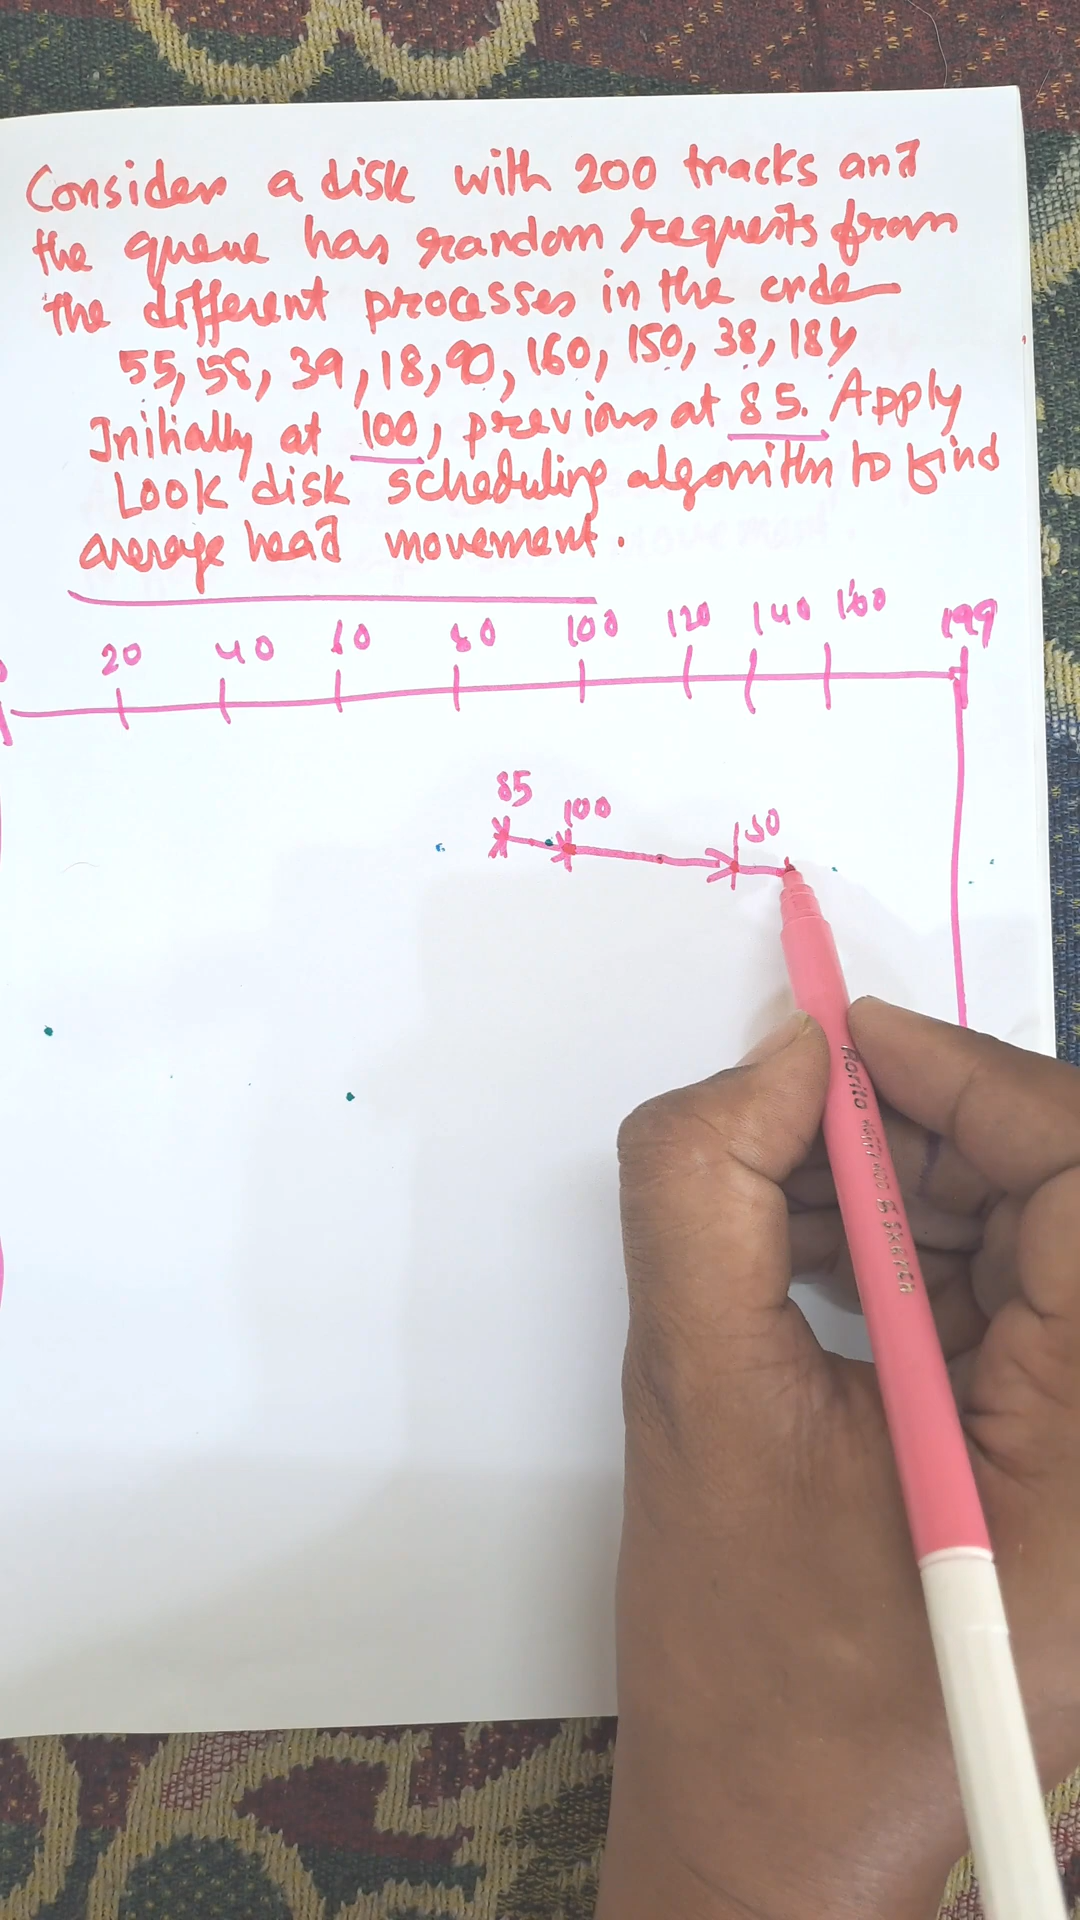 Consider a disk with 200 tracks and
the queue has random requests from
the different processes in the order
55, 58, 39, 18, 90, 160, 150, 38, 184
Initially at 100, previous at 85. Apply
Look disk scheduling algorithm to find
average head movement.
20 40 60 80 100 120 140 160 199
85 100 150
Florito
SKETCH